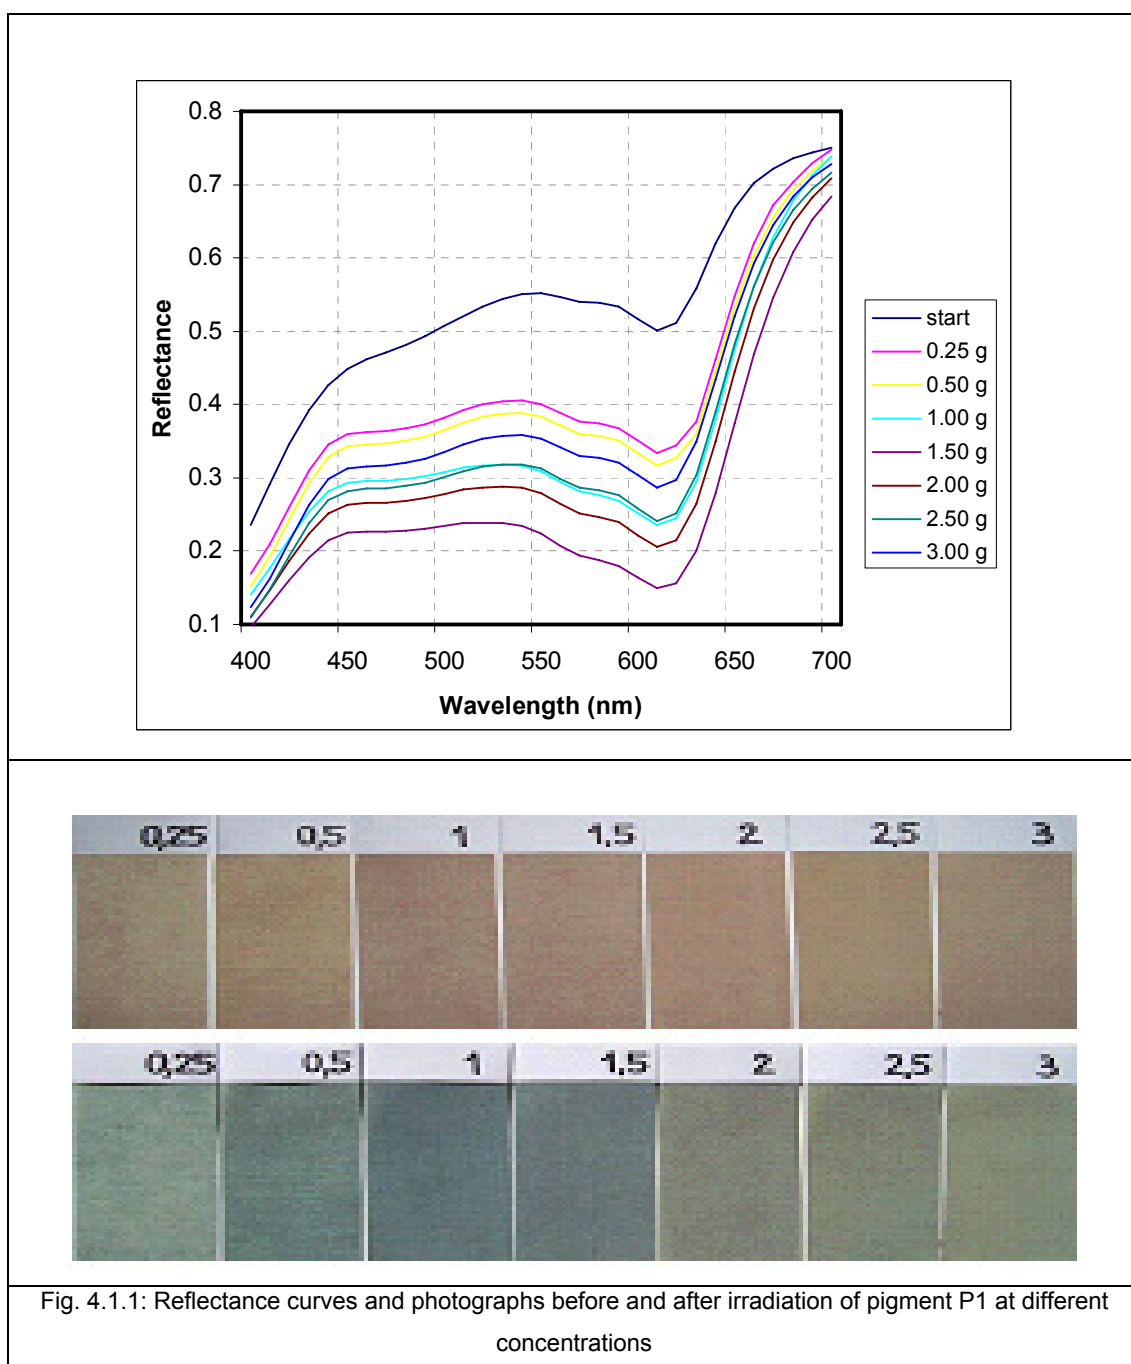 0.8
0.7
0.6
0.5
0.4
0.3
0.2
0.1
Reflectance
400 450 500 550 600 650 700
Wavelength (nm)
start
0.25 g
0.50 g
1.00 g
1.50 g
2.00 g
2.50 g
3.00 g
0,25 0,5 1 1,5 2 2,5 3
0,25 0,5 1 1,5 2 2,5 3
Fig. 4.1.1: Reflectance curves and photographs before and after irradiation of pigment P1 at different
concentrations